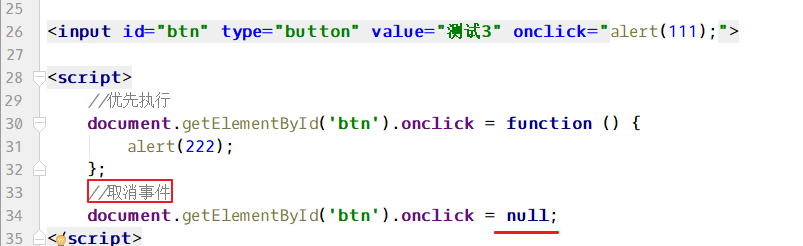 25
26 <input id="btn" type="button" value="测试3" onclick="alert(111);">
27
28 <script>
29 //优先执行
30 document.getElementById('btn').onclick = function () {
31 alert(222);
32 };
33 //取消事件
34 document.getElementById('btn').onclick = null;
35 </script>